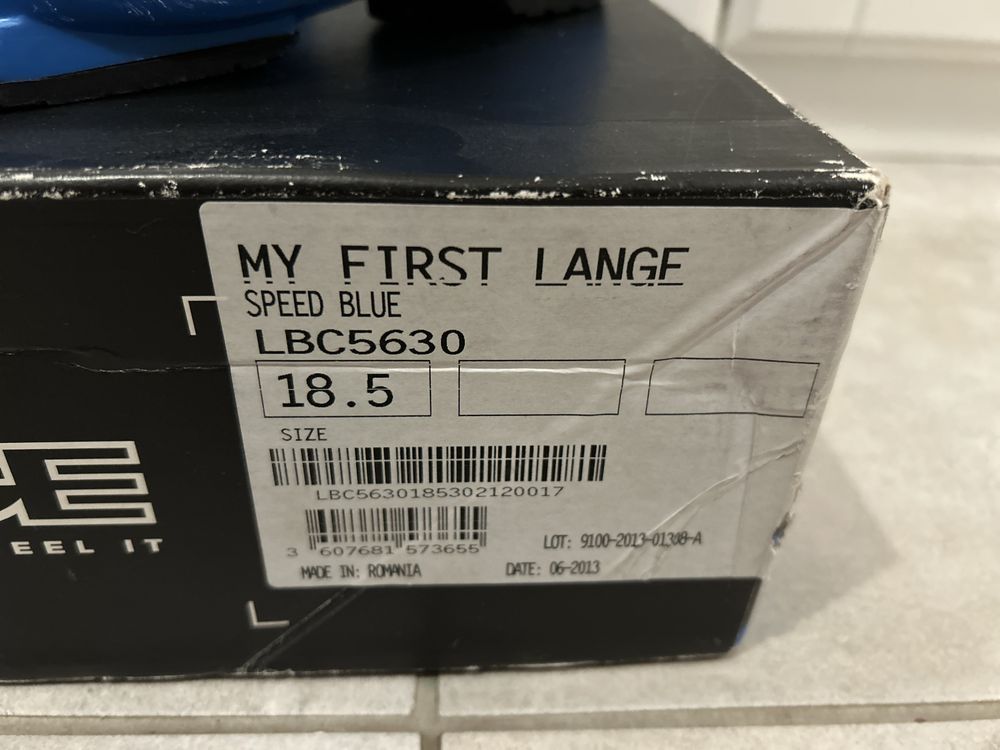 MY FIRST LANGE
SPEED BLUE
LBC5630
18.5
SIZE
LBC5630185302120017
3 607681 573655
LOT: 9100-2013-01308-A
MADE IN: ROMANIA
DATE: 06-2013
GE
EEL IT